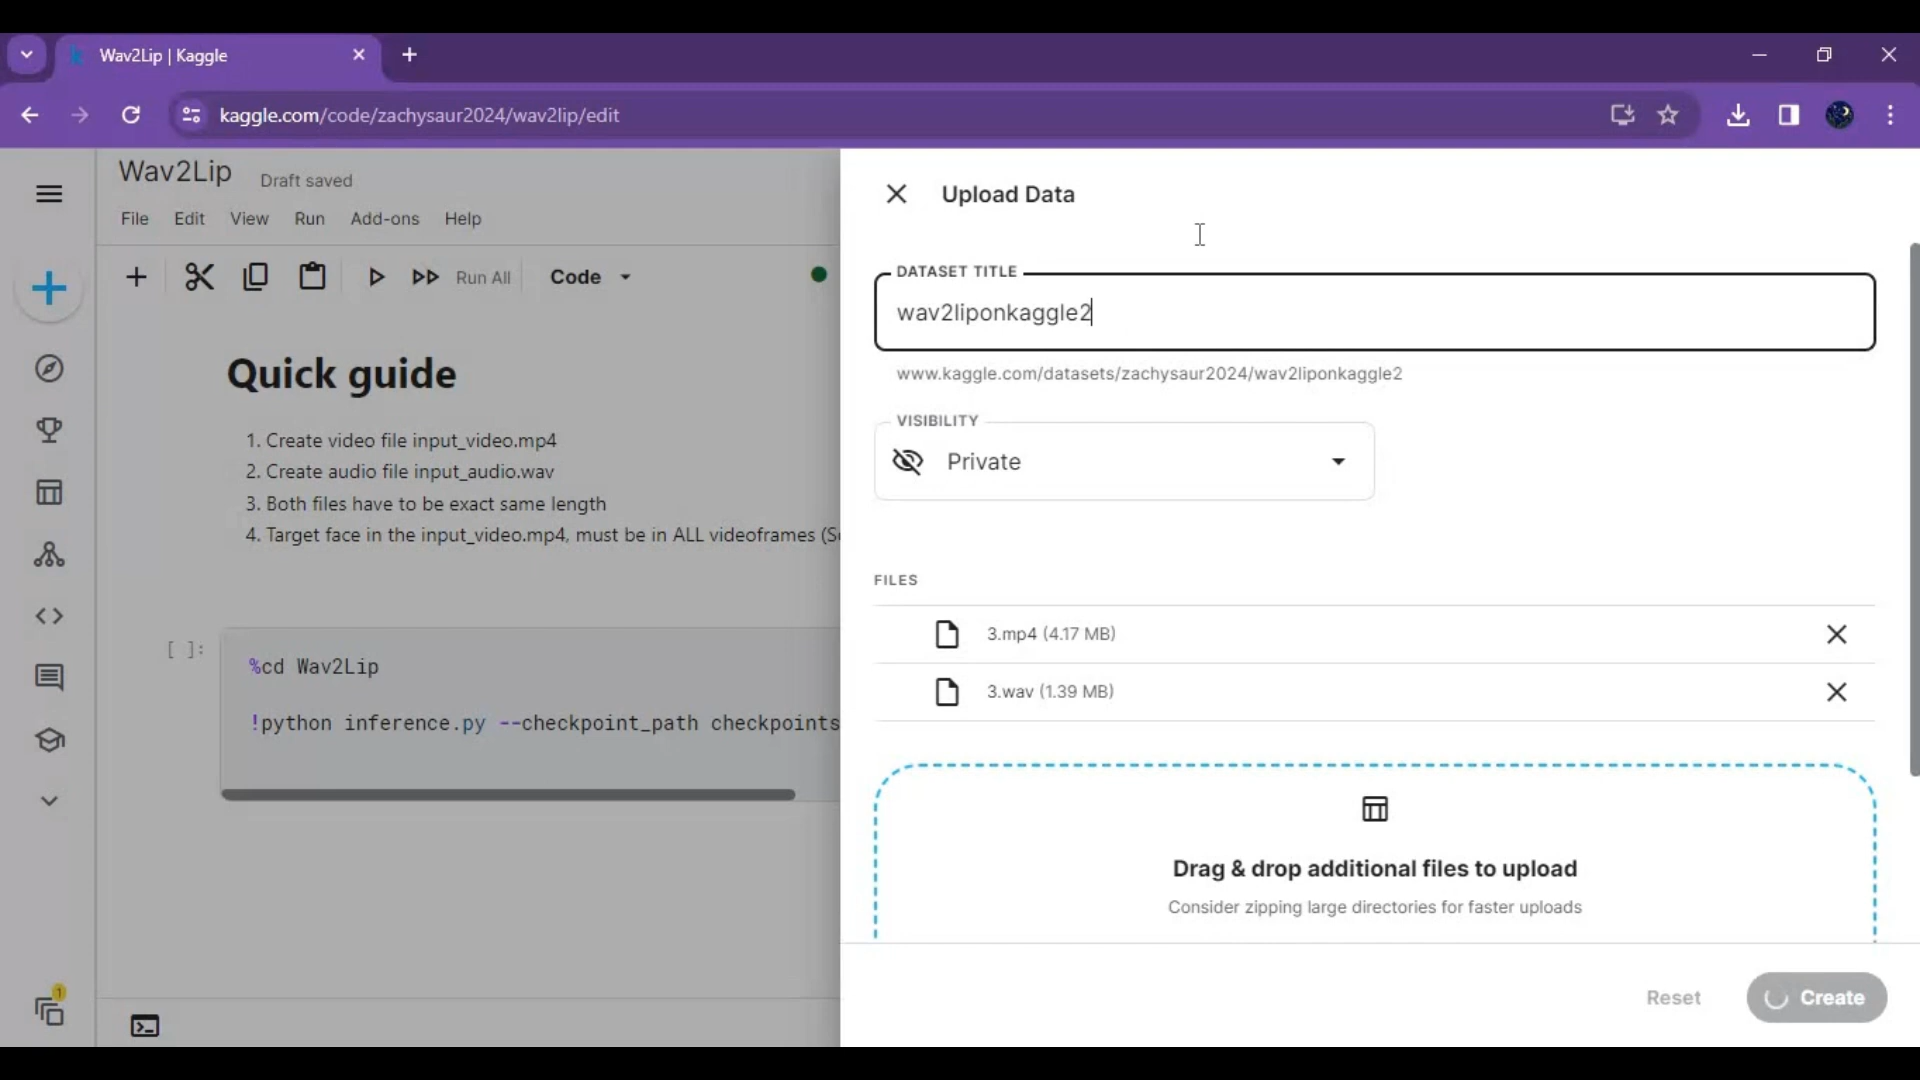 Wav2Lip | Kaggle
kaggle.com/code/zachysaur2024/wav2lip/edit
Wav2Lip Draft saved
File Edit View Run Add-ons Help
Run All Code
Quick guide
1. Create video file input_video.mp4
2. Create audio file input_audio.wav
3. Both files have to be exact same length
4. Target face in the input_video.mp4, must be in ALL videoframes (S
[ ]:
%cd Wav2Lip
!python inference.py --checkpoint_path checkpoints
1
Upload Data
DATASET TITLE
wav2liponkaggle2
www.kaggle.com/datasets/zachysaur2024/wav2liponkaggle2
VISIBILITY
Private
FILES
3.mp4 (4.17 MB)
3.wav (1.39 MB)
Drag & drop additional files to upload
Consider zipping large directories for faster uploads
Reset Create